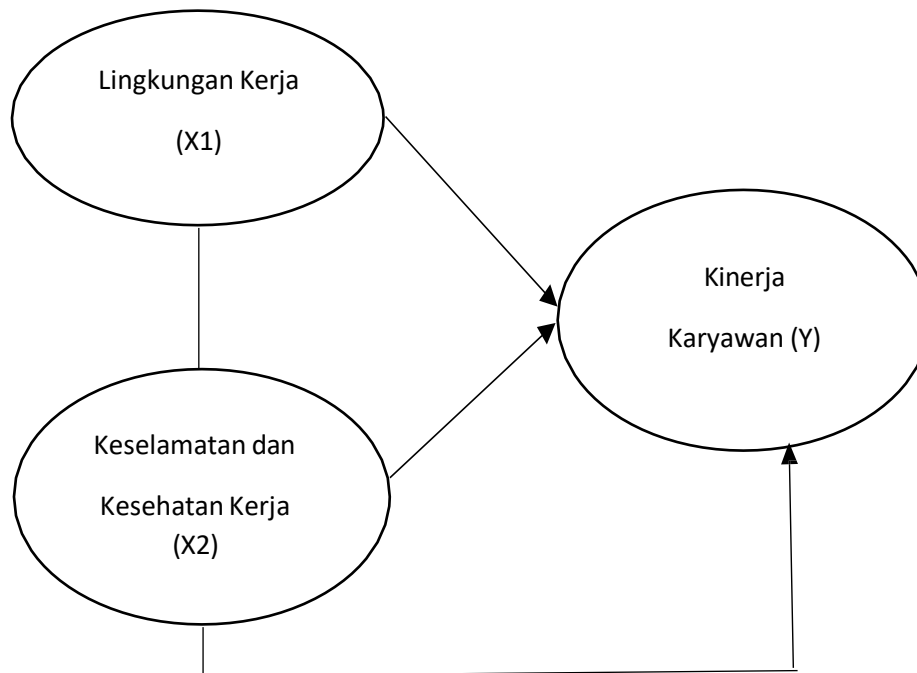 Lingkungan Kerja
(X1)
Kinerja
Karyawan (Y)
Keselamatan dan
Kesehatan Kerja
(X2)